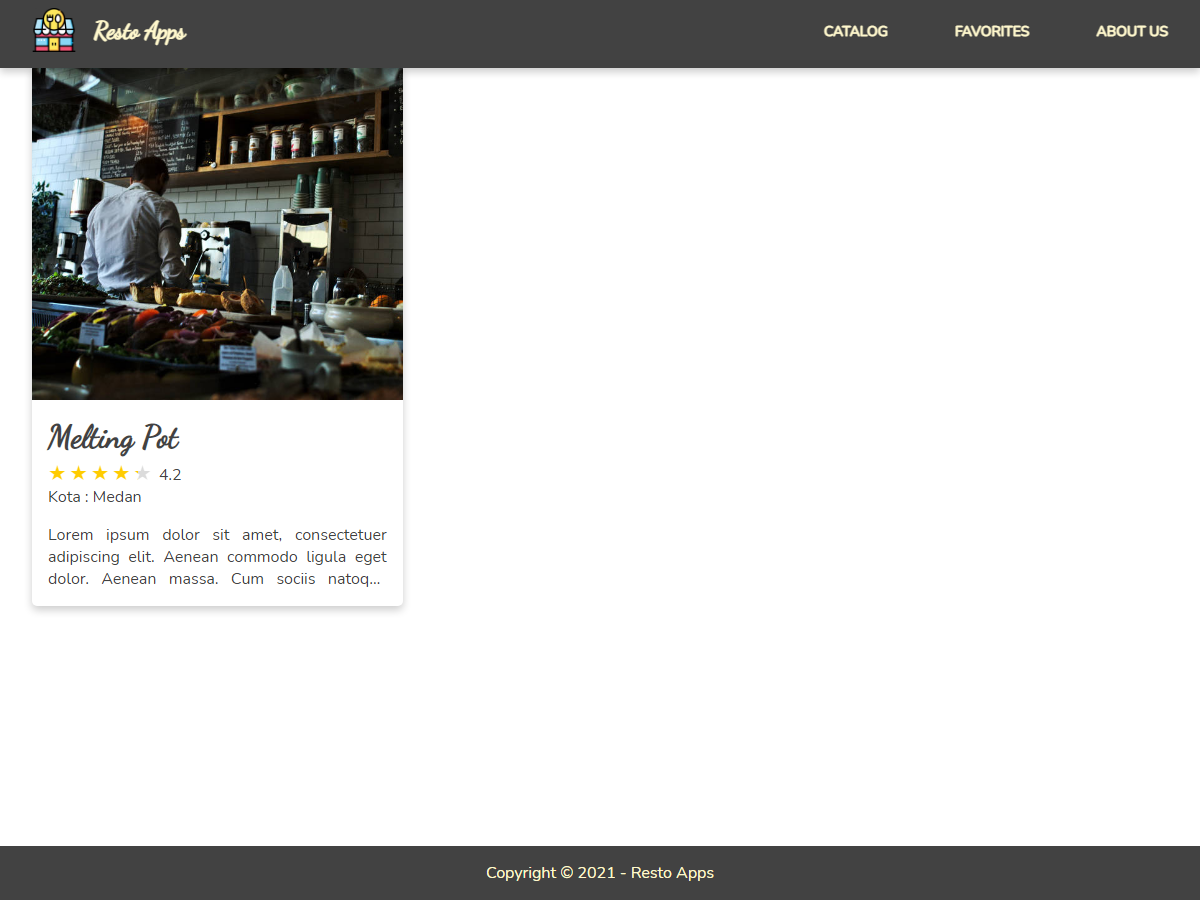 Resto Apps
CATALOG
FAVORITES
ABOUT US
Melting Pot
4.2
Kota : Medan
Lorem ipsum dolor sit amet, consectetuer
adipiscing elit. Aenean commodo ligula eget
dolor. Aenean massa. Cum sociis natoq...
Copyright © 2021 - Resto Apps